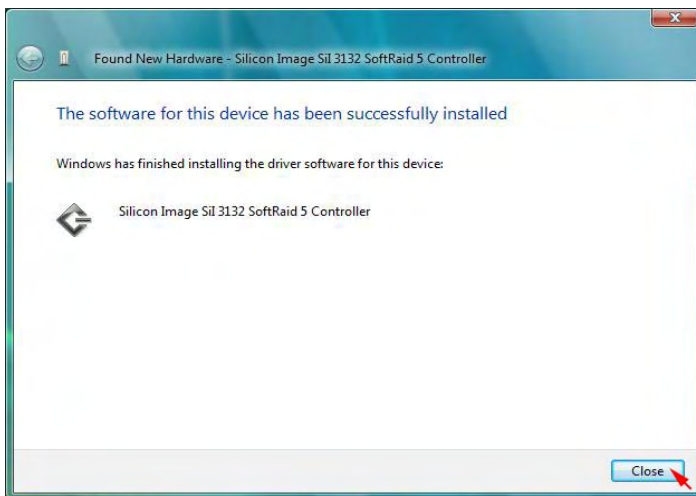 Found New Hardware - Silicon Image SiI 3132 SoftRaid 5 Controller
The software for this device has been successfully installed
Windows has finished installing the driver software for this device:
Silicon Image SiI 3132 SoftRaid 5 Controller
Close